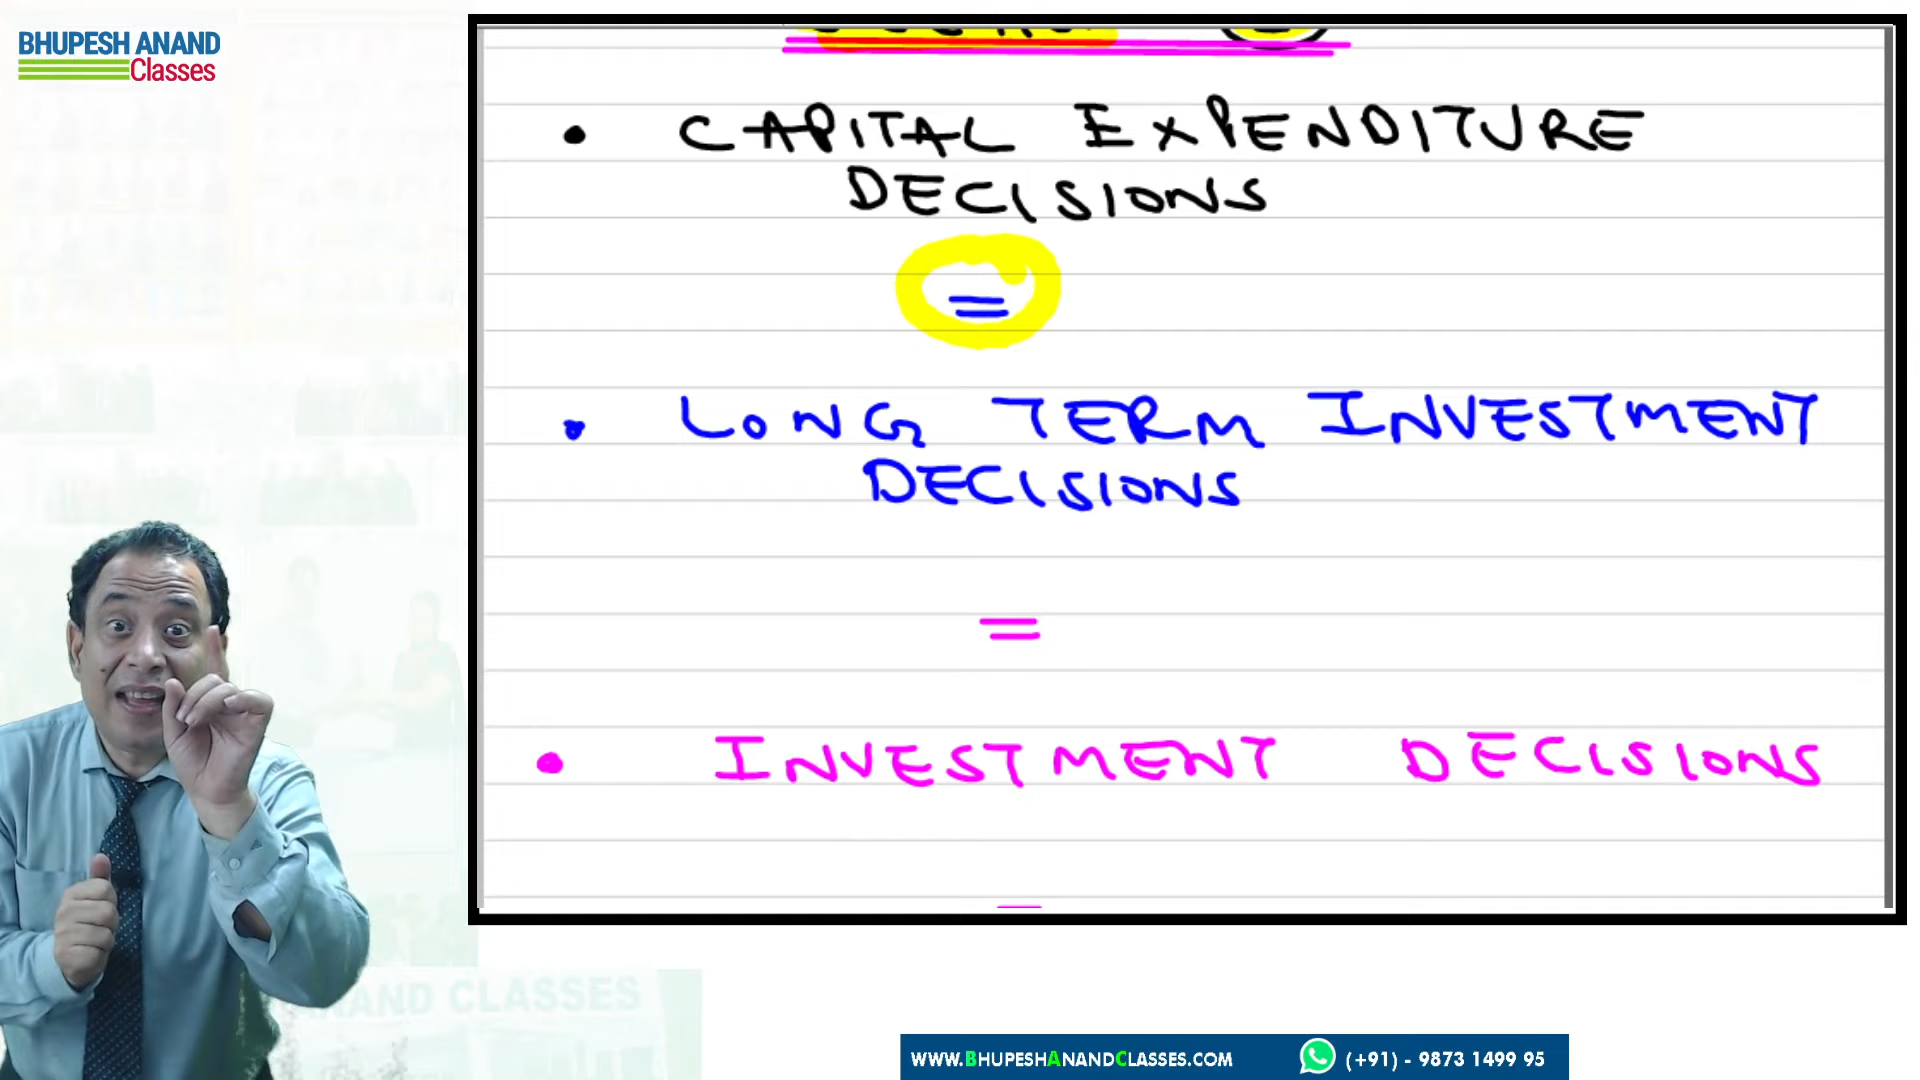 BHUPESH ANAND
Classes
• CAPITAL EXPENDITURE
DECISIONS
=
• LONG TERM INVESTMENT
DECISIONS
=
• INVESTMENT DECISIONS
ANAND CLASSES
WWW.BHUPESHANANDCLASSES.COM (+91) - 9873 1499 95